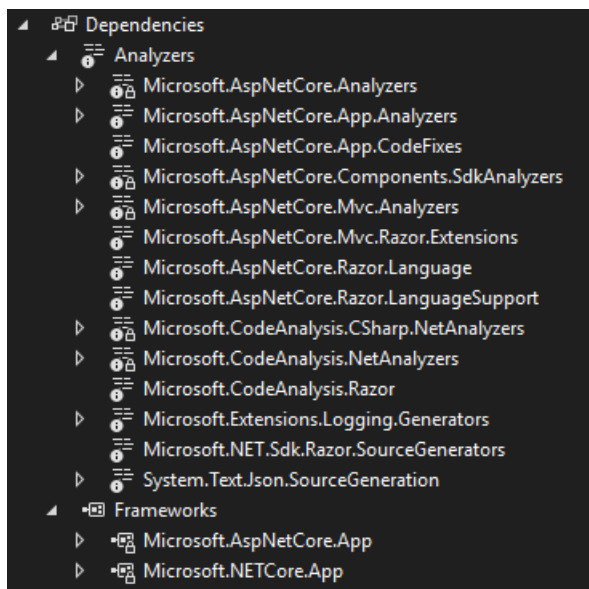 Dependencies
Analyzers
Microsoft.AspNetCore.Analyzers
Microsoft.AspNetCore.App.Analyzers
Microsoft.AspNetCore.App.CodeFixes
Microsoft.AspNetCore.Components.SdkAnalyzers
Microsoft.AspNetCore.Mvc.Analyzers
Microsoft.AspNetCore.Mvc.Razor.Extensions
Microsoft.AspNetCore.Razor.Language
Microsoft.AspNetCore.Razor.LanguageSupport
Microsoft.CodeAnalysis.CSharp.NetAnalyzers
Microsoft.CodeAnalysis.NetAnalyzers
Microsoft.CodeAnalysis.Razor
Microsoft.Extensions.Logging.Generators
Microsoft.NET.Sdk.Razor.SourceGenerators
System.Text.Json.SourceGeneration
Frameworks
Microsoft.AspNetCore.App
Microsoft.NETCore.App